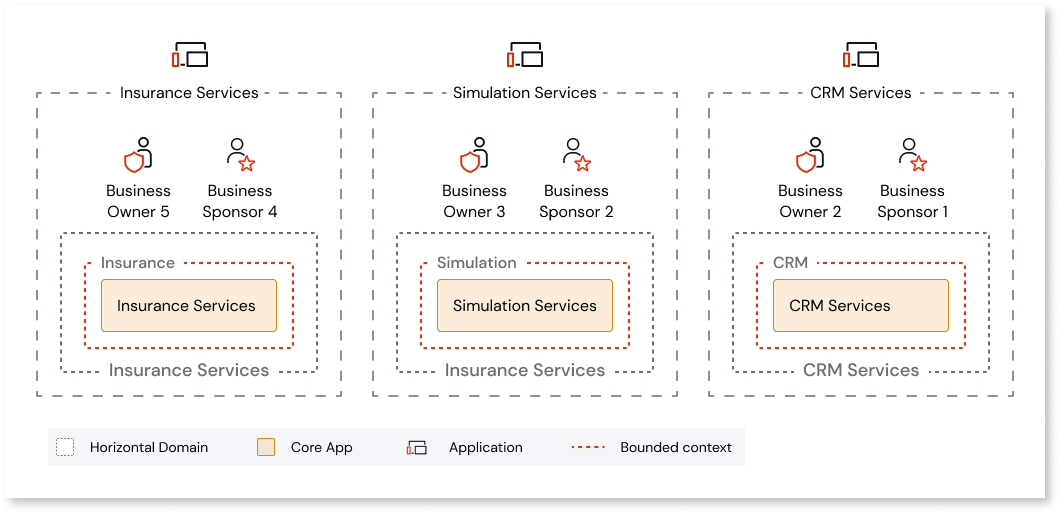 Insurance Services
Simulation Services
CRM Services
Business
Owner 5
Business
Sponsor 4
Business
Owner 3
Business
Sponsor 2
Business
Owner 2
Business
Sponsor 1
Insurance
Insurance Services
Insurance Services
Simulation
Simulation Services
Insurance Services
CRM
CRM Services
CRM Services
Horizontal Domain
Core App
Application
Bounded context